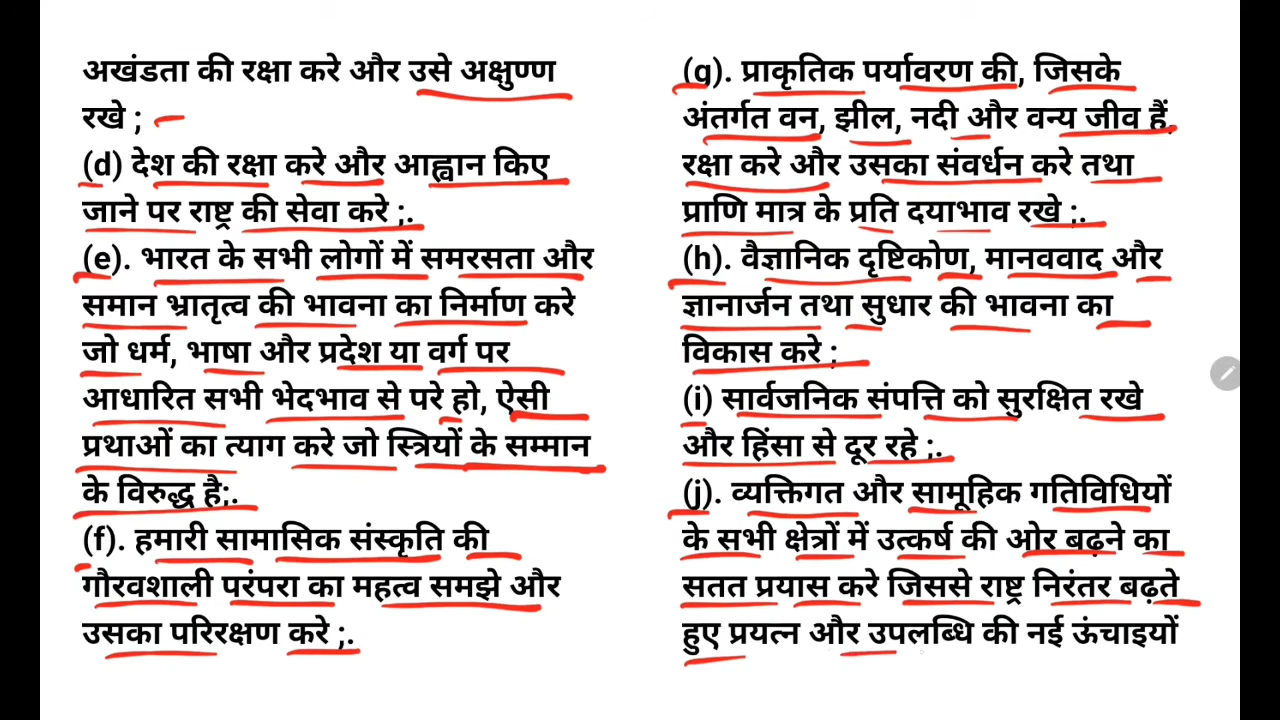 अखंडता की रक्षा करे और उसे अक्षुण्ण
रखे ;
(d) देश की रक्षा करे और आह्वान किए
जाने पर राष्ट्र की सेवा करे ;.
(e). भारत के सभी लोगों में समरसता और
समान भ्रातृत्व की भावना का निर्माण करे
जो धर्म, भाषा और प्रदेश या वर्ग पर
आधारित सभी भेदभाव से परे हो, ऐसी
प्रथाओं का त्याग करे जो स्त्रियों के सम्मान
के विरुद्ध है;.
(f). हमारी सामासिक संस्कृति की
गौरवशाली परंपरा का महत्व समझे और
उसका परिरक्षण करे ;.
(g). प्राकृतिक पर्यावरण की, जिसके
अंतर्गत वन, झील, नदी और वन्य जीव हैं,
रक्षा करे और उसका संवर्धन करे तथा
प्राणि मात्र के प्रति दयाभाव रखे ;.
(h). वैज्ञानिक दृष्टिकोण, मानववाद और
ज्ञानार्जन तथा सुधार की भावना का
विकास करे ;
(i) सार्वजनिक संपत्ति को सुरक्षित रखे
और हिंसा से दूर रहे ;.
(j). व्यक्तिगत और सामूहिक गतिविधियों
के सभी क्षेत्रों में उत्कर्ष की ओर बढ़ने का
सतत प्रयास करे जिससे राष्ट्र निरंतर बढ़ते
हुए प्रयत्न और उपलब्धि की नई ऊंचाइयों